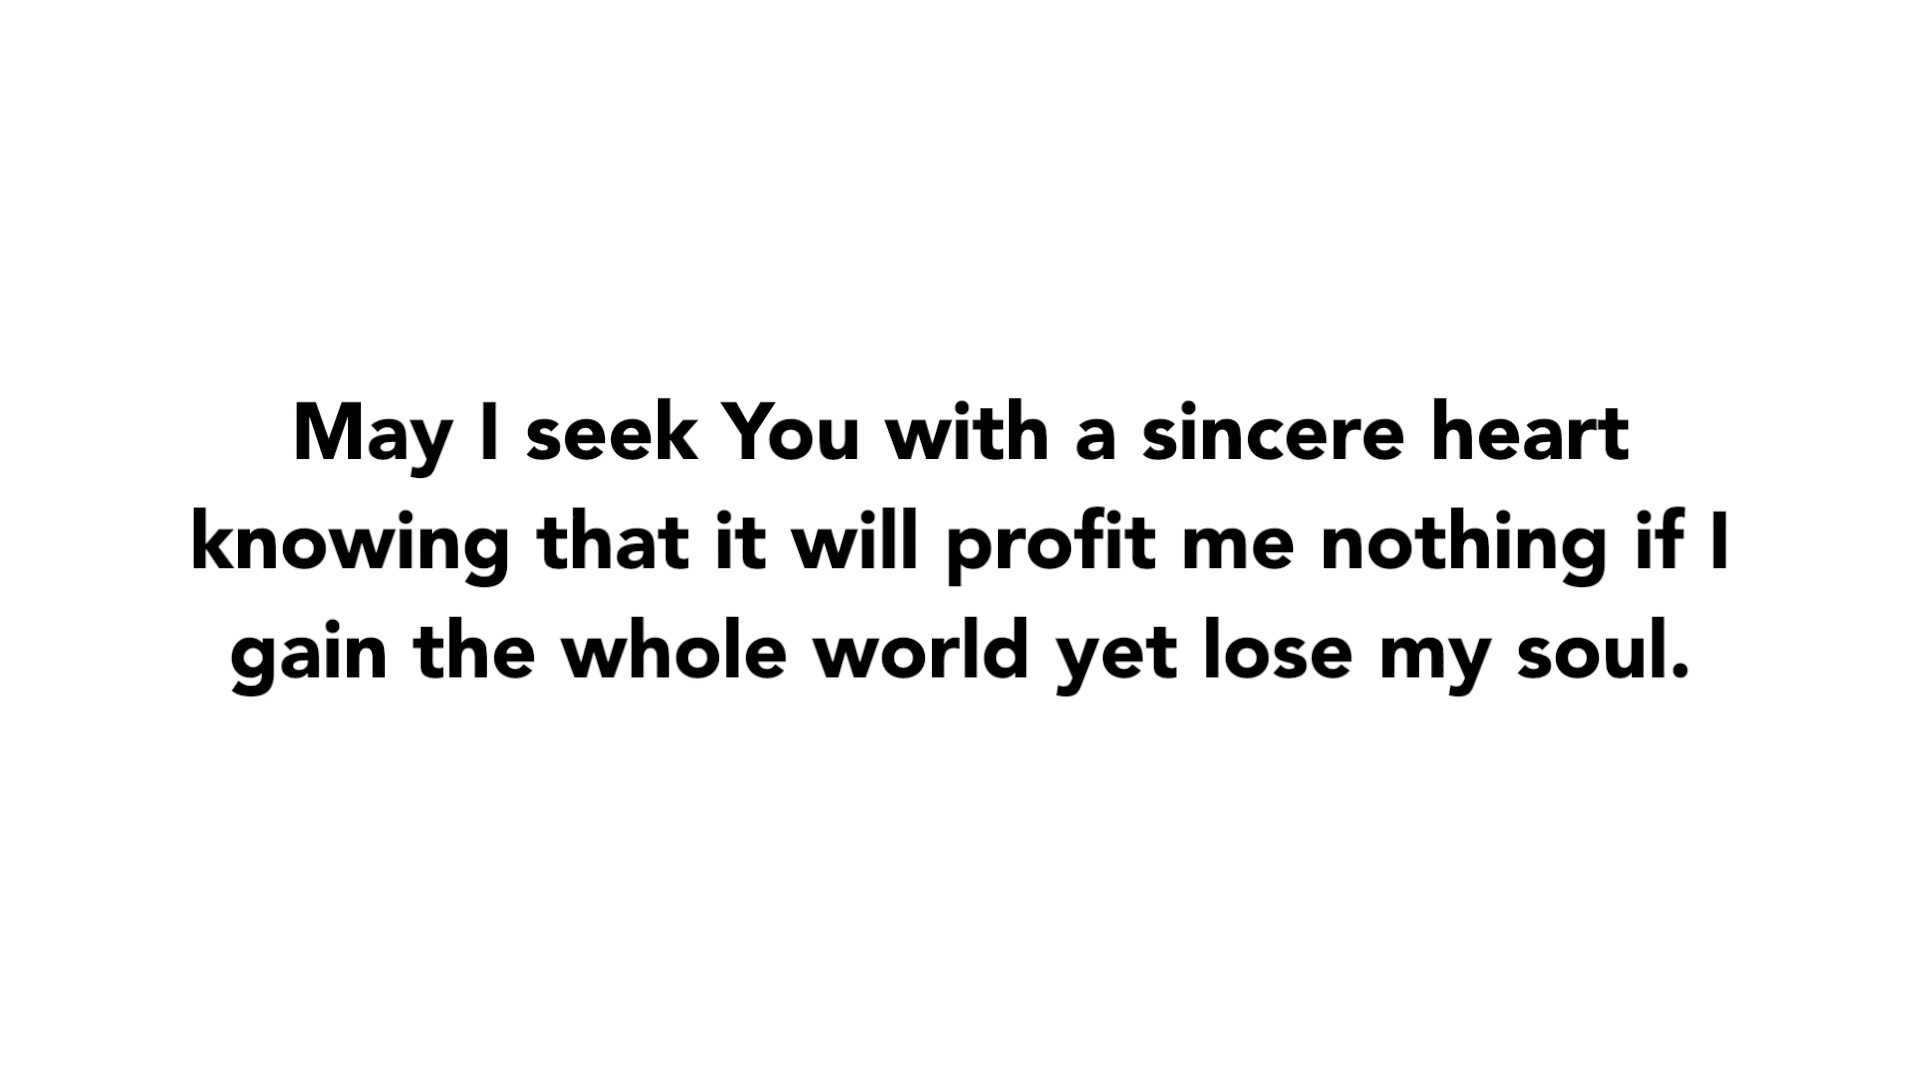 May I seek You with a sincere heart
knowing that it will profit me nothing if I
gain the whole world yet lose my soul.